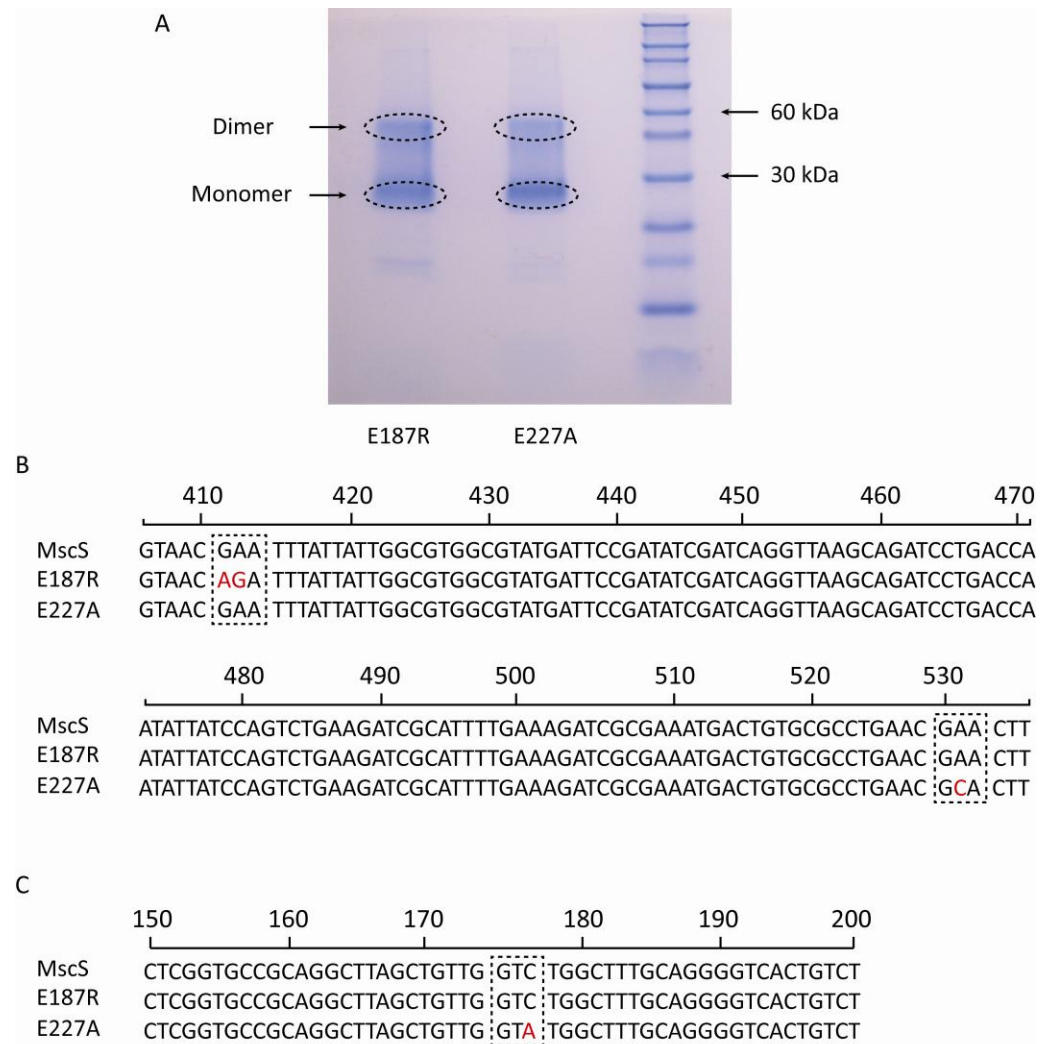 A
Dimer
60 kDa
Monomer
30 kDa
E187R E227A
B
410 420 430 440 450 460 470
MscS GTAAC GAA TTTATTATTGGCGTGGCGTATGATTCCGATATCGATCAGGTTAAGCAGATCCTGACCA
E187R GTAAC AGA TTTATTATTGGCGTGGCGTATGATTCCGATATCGATCAGGTTAAGCAGATCCTGACCA
E227A GTAAC GAA TTTATTATTGGCGTGGCGTATGATTCCGATATCGATCAGGTTAAGCAGATCCTGACCA
480 490 500 510 520 530
MscS ATATTATCCAGTCTGAAGATCGCATTTTGAAAGATCGCGAAATGACTGTGCGCCTGAAC GAA CTT
E187R ATATTATCCAGTCTGAAGATCGCATTTTGAAAGATCGCGAAATGACTGTGCGCCTGAAC GAA CTT
E227A ATATTATCCAGTCTGAAGATCGCATTTTGAAAGATCGCGAAATGACTGTGCGCCTGAAC GCA CTT
C
150 160 170 180 190 200
MscS CTCGGTGCCGCAGGCTTAGCTGTTG GTC TGGCTTTGCAGGGGTCACTGTCT
E187R CTCGGTGCCGCAGGCTTAGCTGTTG GTC TGGCTTTGCAGGGGTCACTGTCT
E227A CTCGGTGCCGCAGGCTTAGCTGTTG GTA TGGCTTTGCAGGGGTCACTGTCT